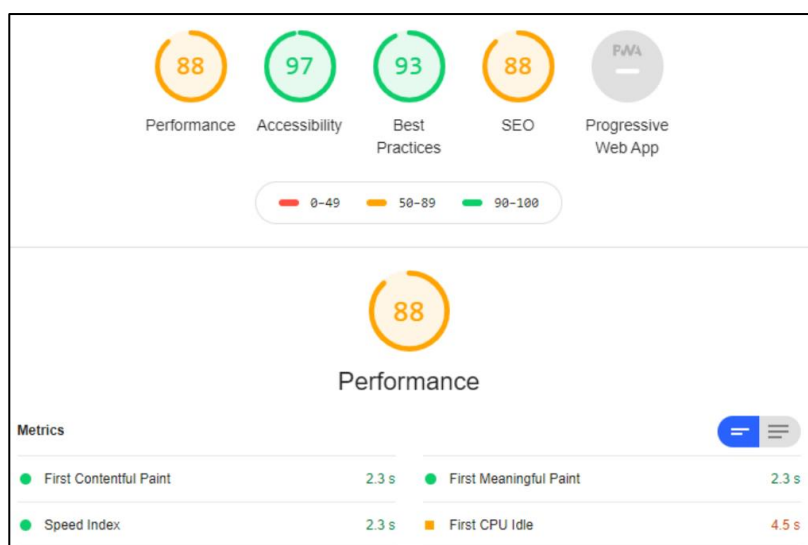 88
97
93
88
PWA
Performance
Accessibility
Best
Practices
SEO
Progressive
Web App
0-49
50-89
90-100
88
Performance
Metrics
First Contentful Paint 2.3 s
First Meaningful Paint 2.3 s
Speed Index 2.3 s
First CPU Idle 4.5 s